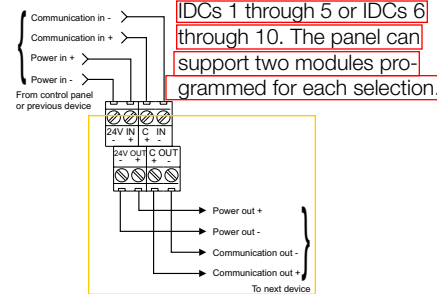 Communication in -
Communication in +
Power in +
Power in -
From control panel
or previous device
IDCs 1 through 5 or IDCs 6
through 10. The panel can
support two modules pro-
grammed for each selection.
24V IN C IN
- + + -
24V OUT C OUT
- + + -
Power out +
Power out -
Communication out -
Communication out +
To next device